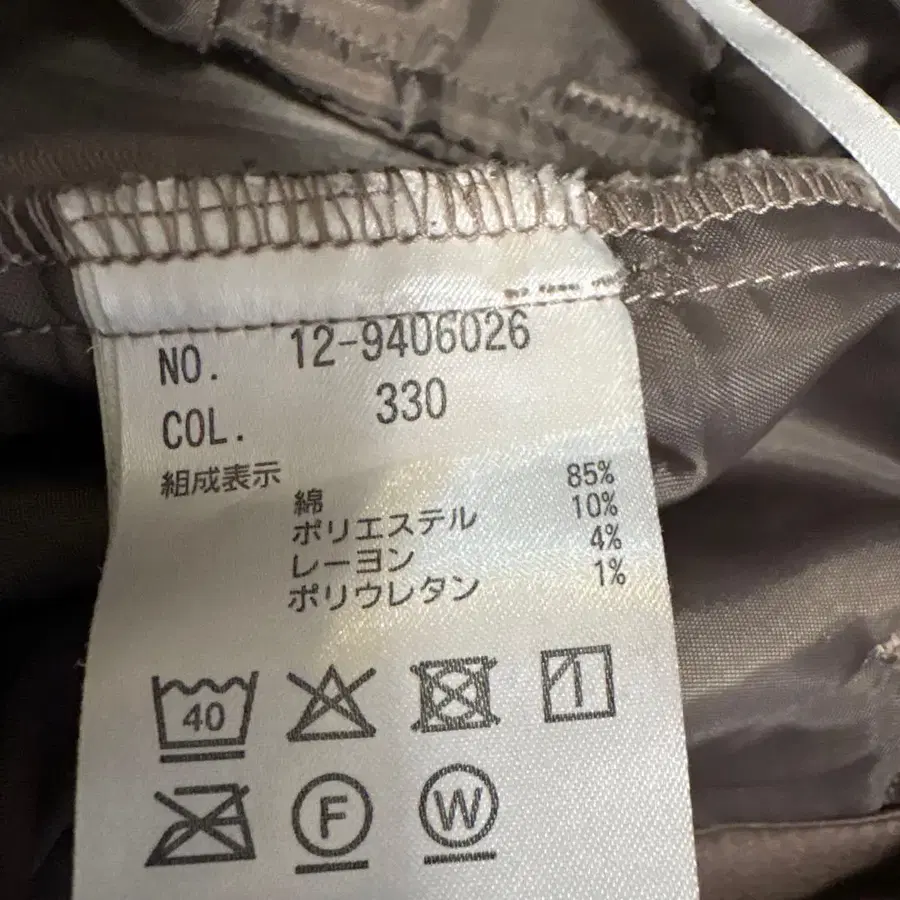 NO. 12-9406026
COL. 330
組成表示
綿 85%
ポリエステル 10%
レーヨン 4%
ポリウレタン 1%
40
F W